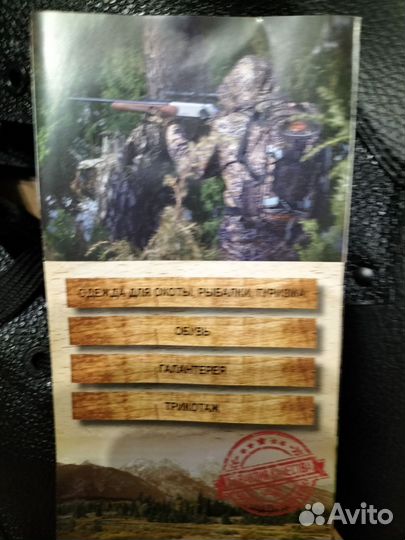 ОДЕЖДА ДЛЯ ОХОТЫ, РЫБАЛКИ, ТУРИЗМА
ОБУВЬ
ГАЛАНТЕРЕЯ
ТРИКОТАЖ
Avito